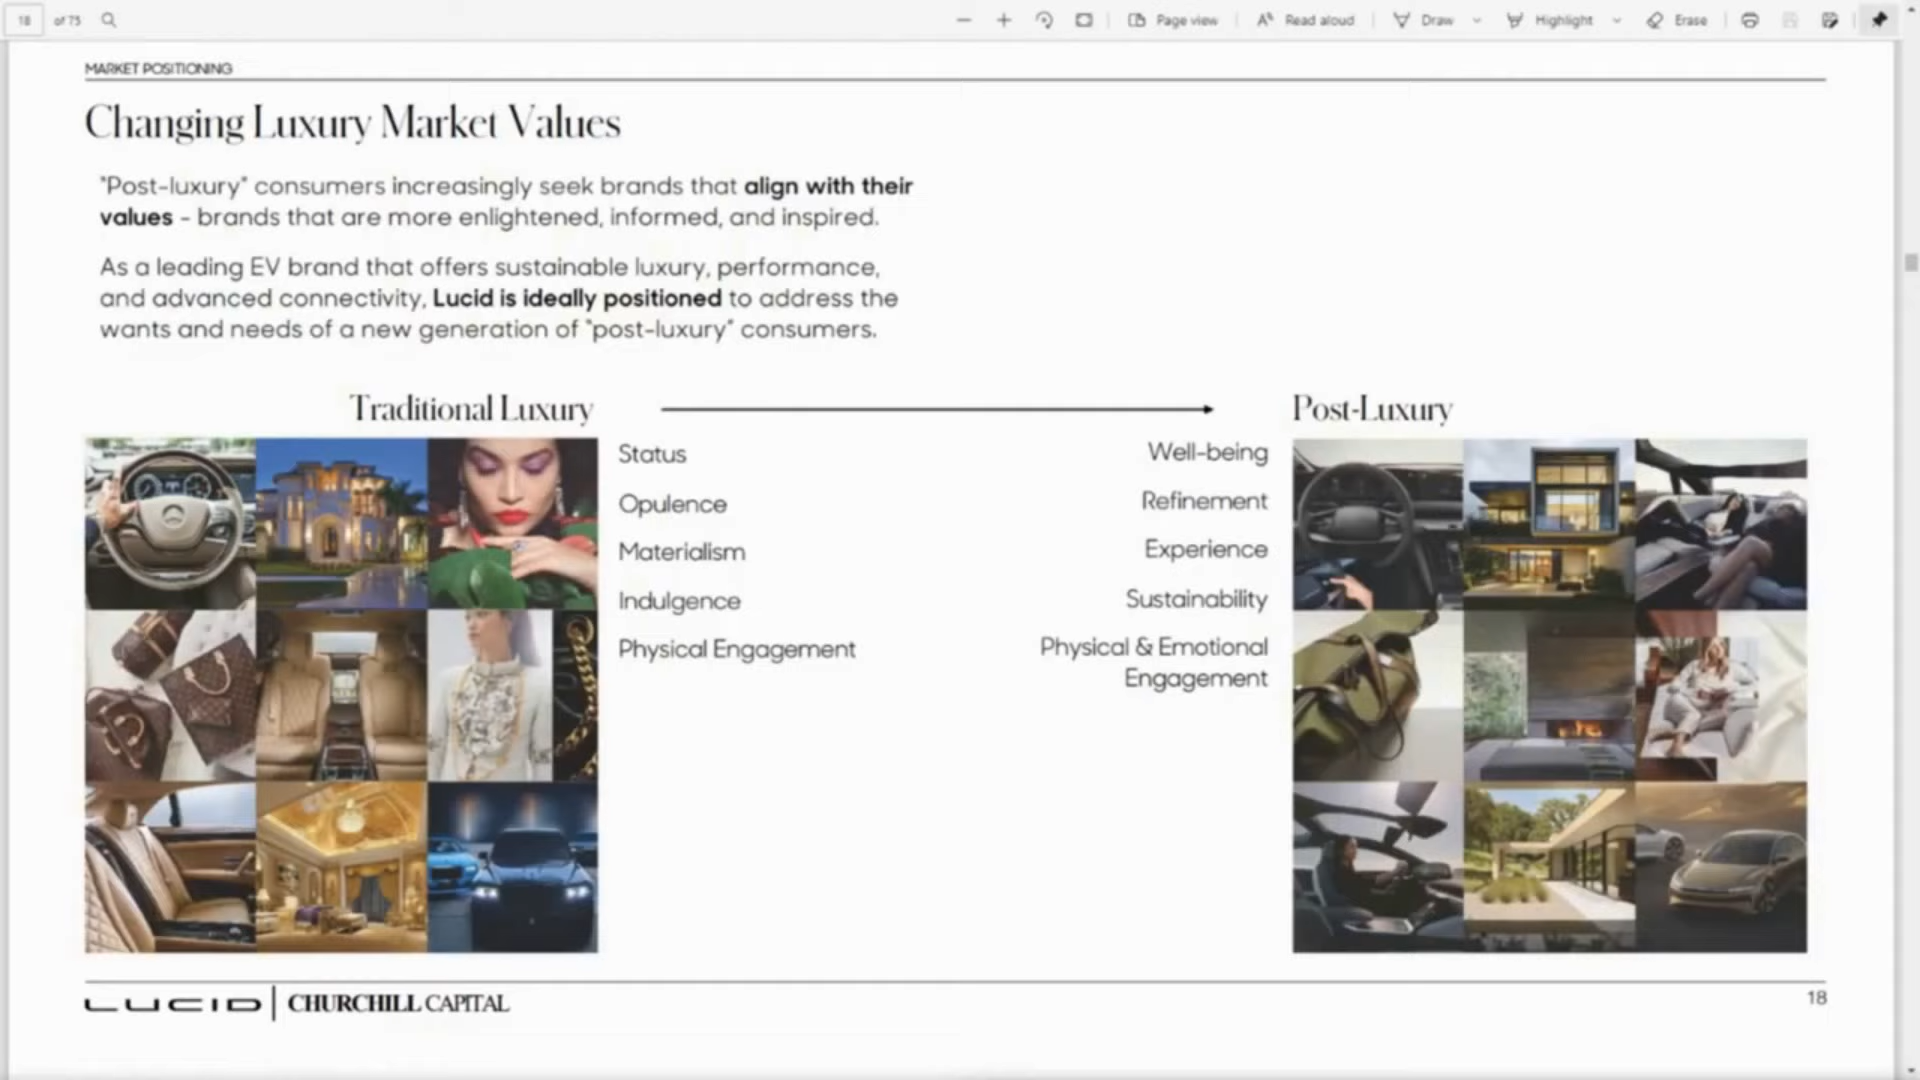 18 of 75 Page view Read aloud Draw Highlight Erase
MARKET POSITIONING
Changing Luxury Market Values
"Post-luxury" consumers increasingly seek brands that align with their
values - brands that are more enlightened, informed, and inspired.
As a leading EV brand that offers sustainable luxury, performance,
and advanced connectivity, Lucid is ideally positioned to address the
wants and needs of a new generation of "post-luxury" consumers.
Traditional Luxury
Post-Luxury
Status
Opulence
Materialism
Indulgence
Physical Engagement
Well-being
Refinement
Experience
Sustainability
Physical & Emotional
Engagement
LUCID | CHURCHILL CAPITAL
18